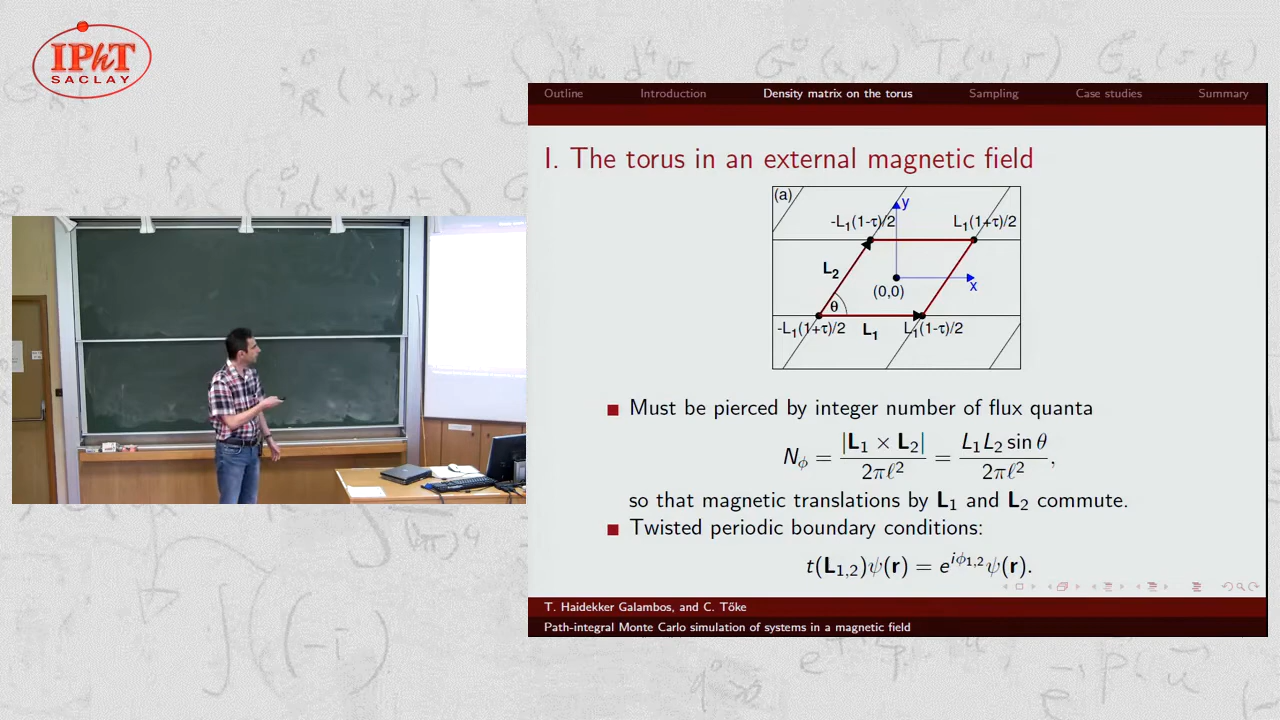 IPhT
SACLAY
Outline Introduction Density matrix on the torus Sampling Case studies Summary
I. The torus in an external magnetic field
(a)
y
-L₁(1-τ)/2 L₁(1+τ)/2
L₂
θ
(0,0)
x
-L₁(1+τ)/2 L₁ L₁(1-τ)/2
Must be pierced by integer number of flux quanta
N_ϕ = |L₁ × L₂| / 2πℓ² = L₁L₂ sin θ / 2πℓ²,
so that magnetic translations by L₁ and L₂ commute.
Twisted periodic boundary conditions:
t(L₁,₂)ψ(r) = e^{iϕ₁,₂}ψ(r).
T. Haidekker Galambos, and C. Tőke
Path-integral Monte Carlo simulation of systems in a magnetic field